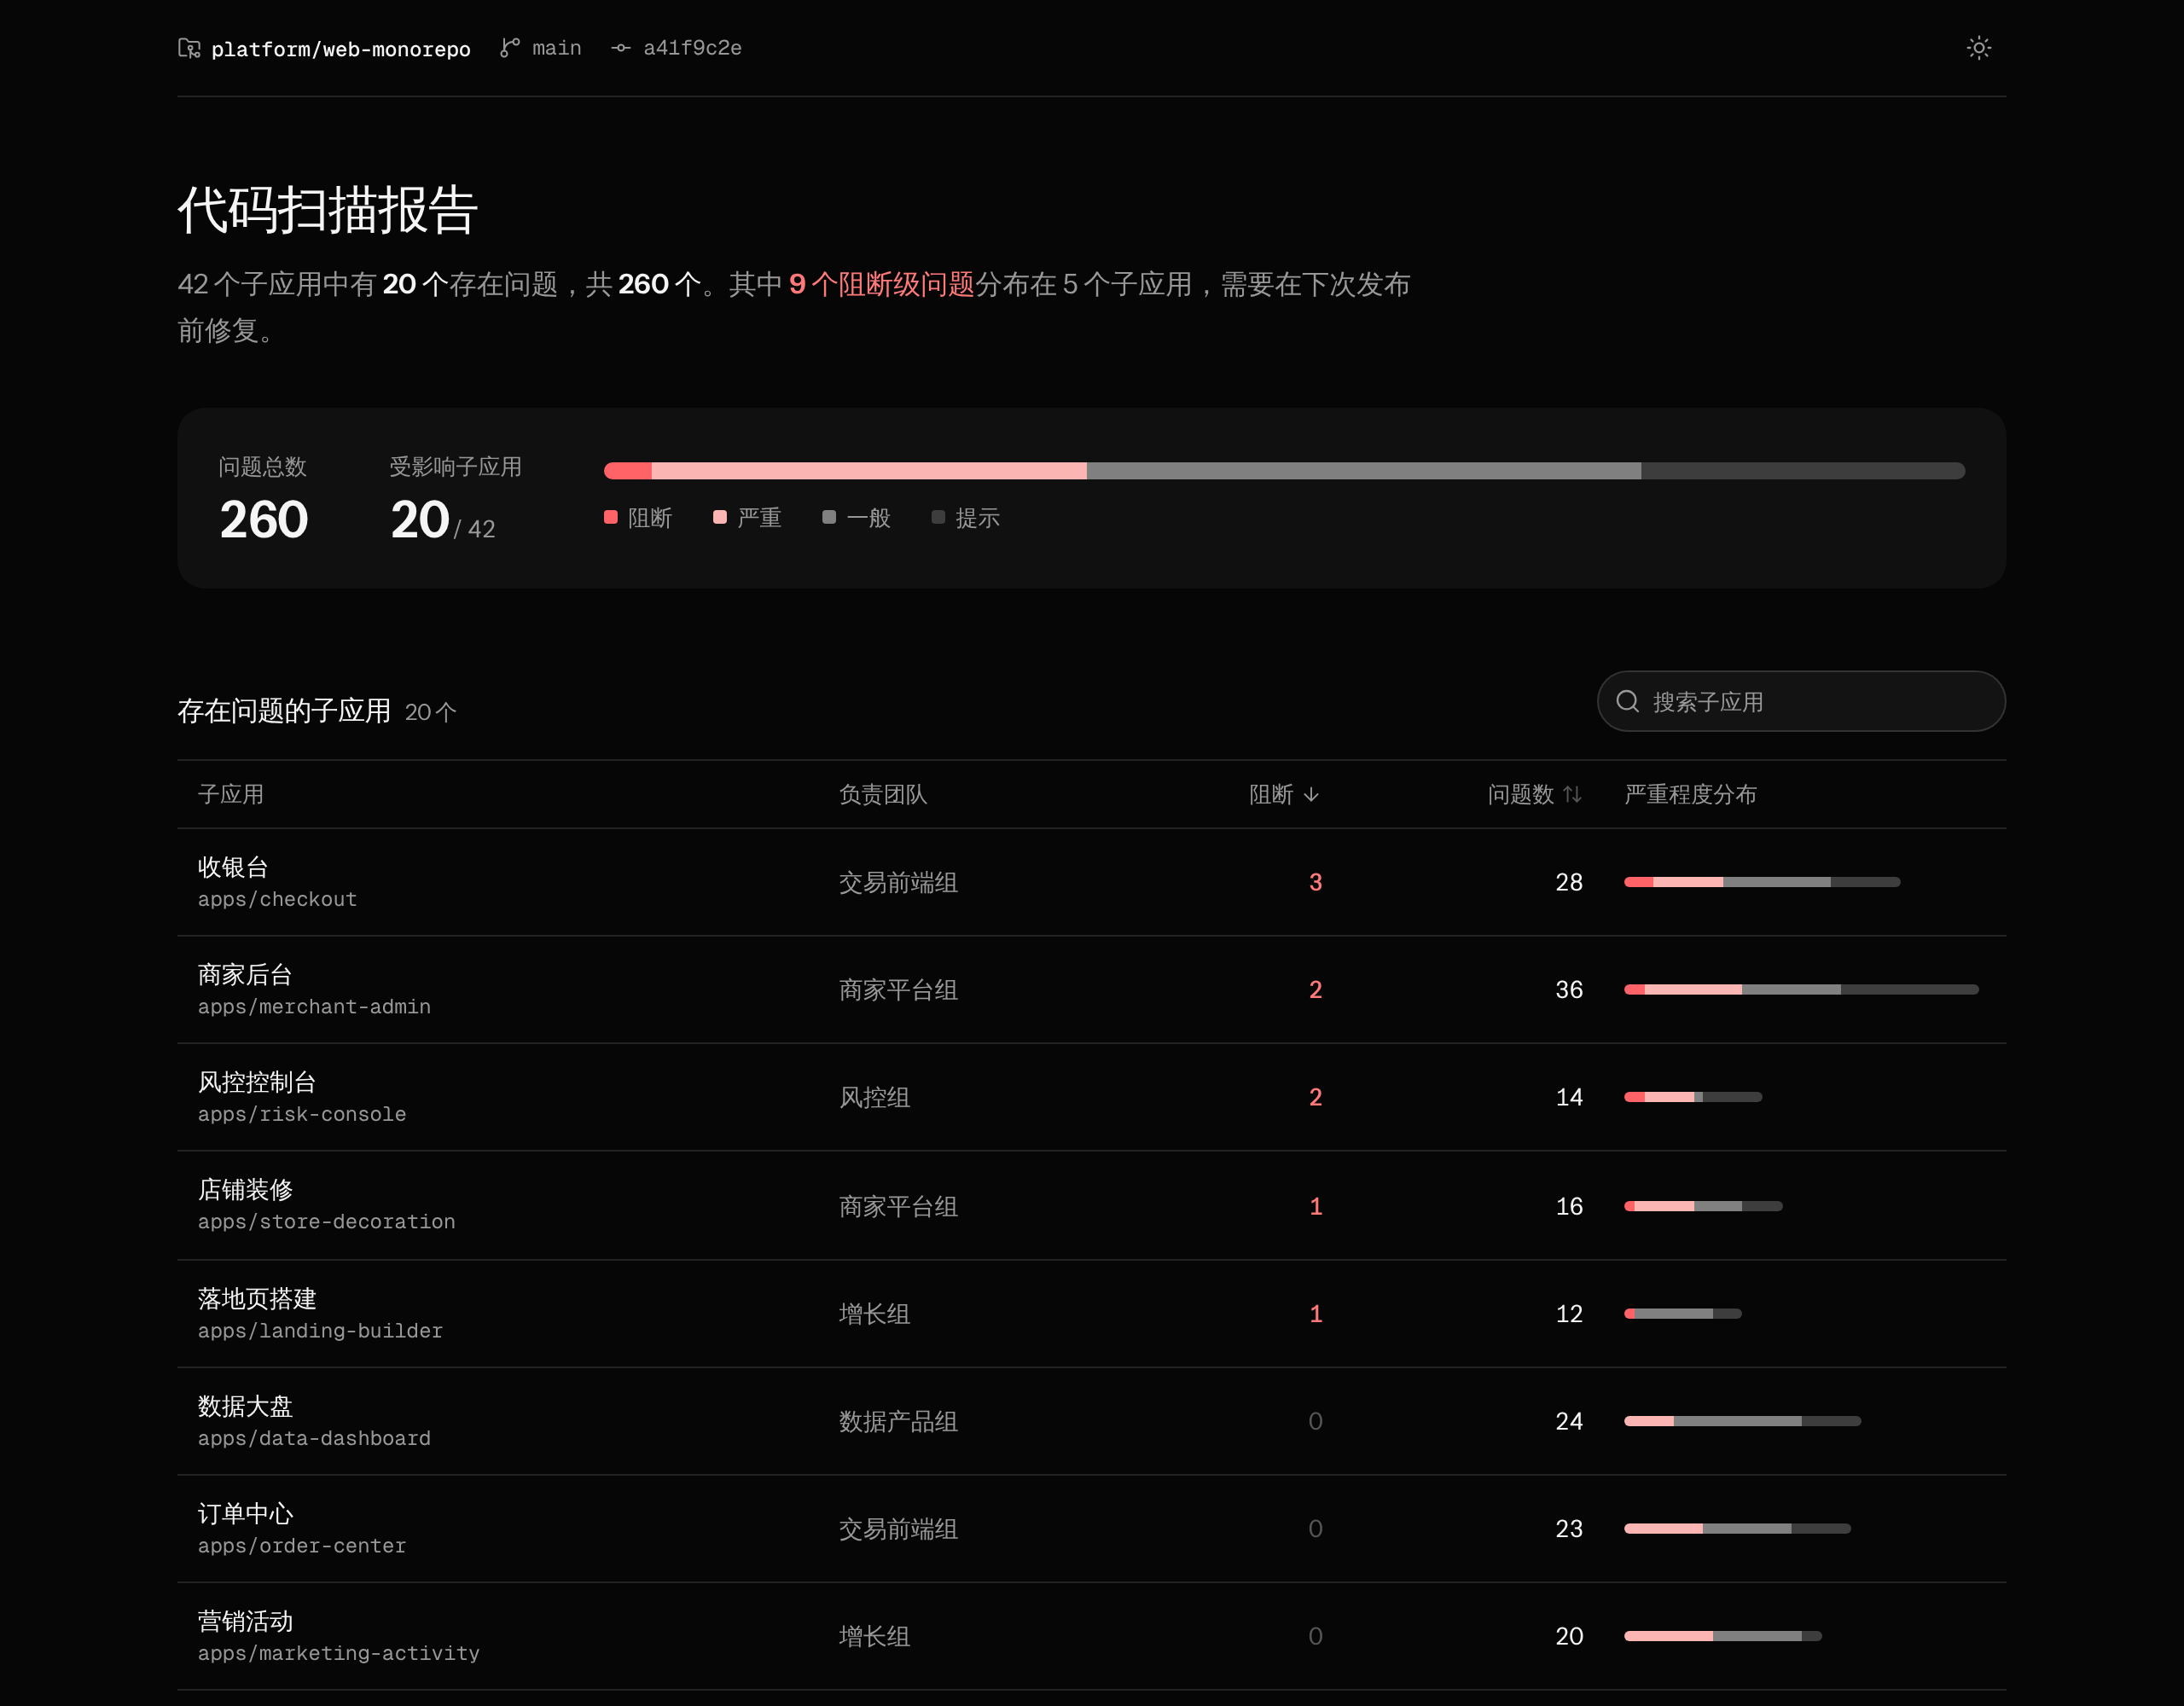 platform/web-monorepo main a41f9c2e
代码扫描报告
42 个子应用中有 20 个存在问题，共 260 个。其中 9 个阻断级问题分布在 5 个子应用，需要在下次发布
前修复。
问题总数 受影响子应用
260 20 / 42
阻断 严重 一般 提示
存在问题的子应用 20 个 搜索子应用
子应用 负责团队 阻断 问题数 严重程度分布
收银台
apps/checkout
交易前端组 3 28
商家后台
apps/merchant-admin
商家平台组 2 36
风控控制台
apps/risk-console
风控组 2 14
店铺装修
apps/store-decoration
商家平台组 1 16
落地页搭建
apps/landing-builder
增长组 1 12
数据大盘
apps/data-dashboard
数据产品组 0 24
订单中心
apps/order-center
交易前端组 0 23
营销活动
apps/marketing-activity
增长组 0 20